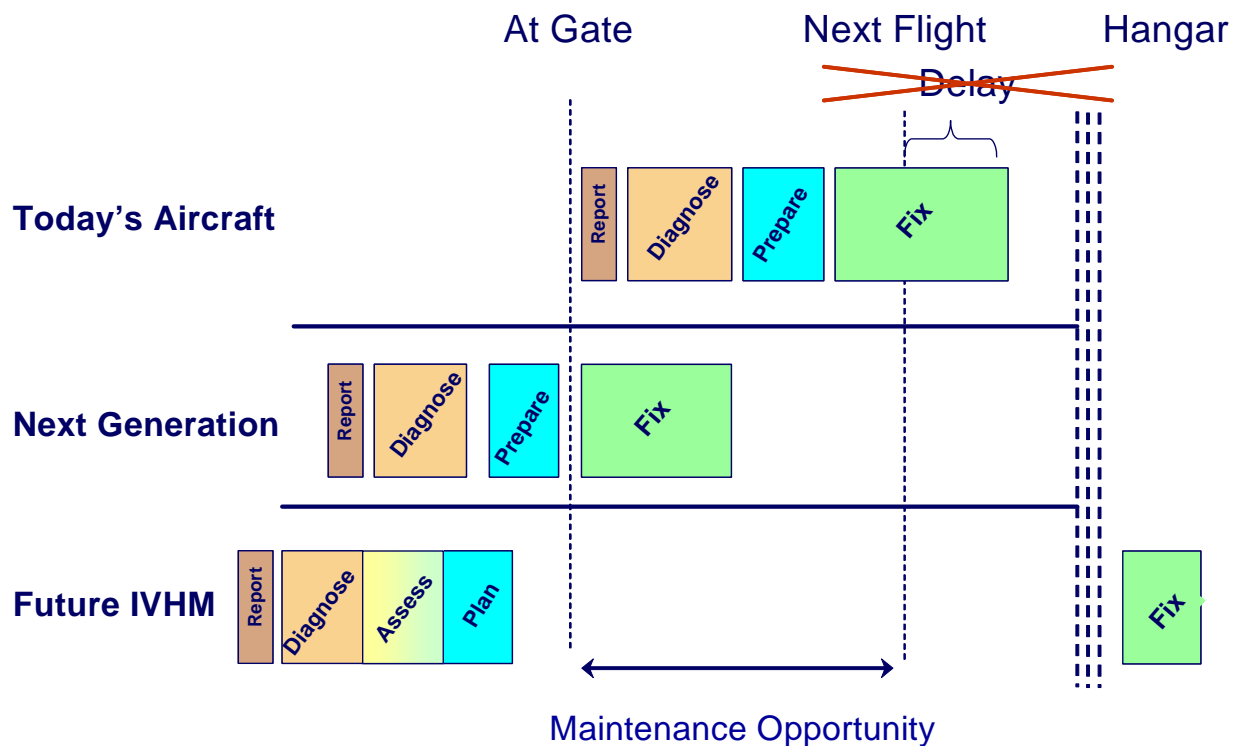 At Gate Next Flight Hangar
Delay
Today’s Aircraft
Report Diagnose Prepare Fix
Next Generation
Report Diagnose Prepare Fix
Future IVHM
Report Diagnose Assess Plan Fix
Maintenance Opportunity